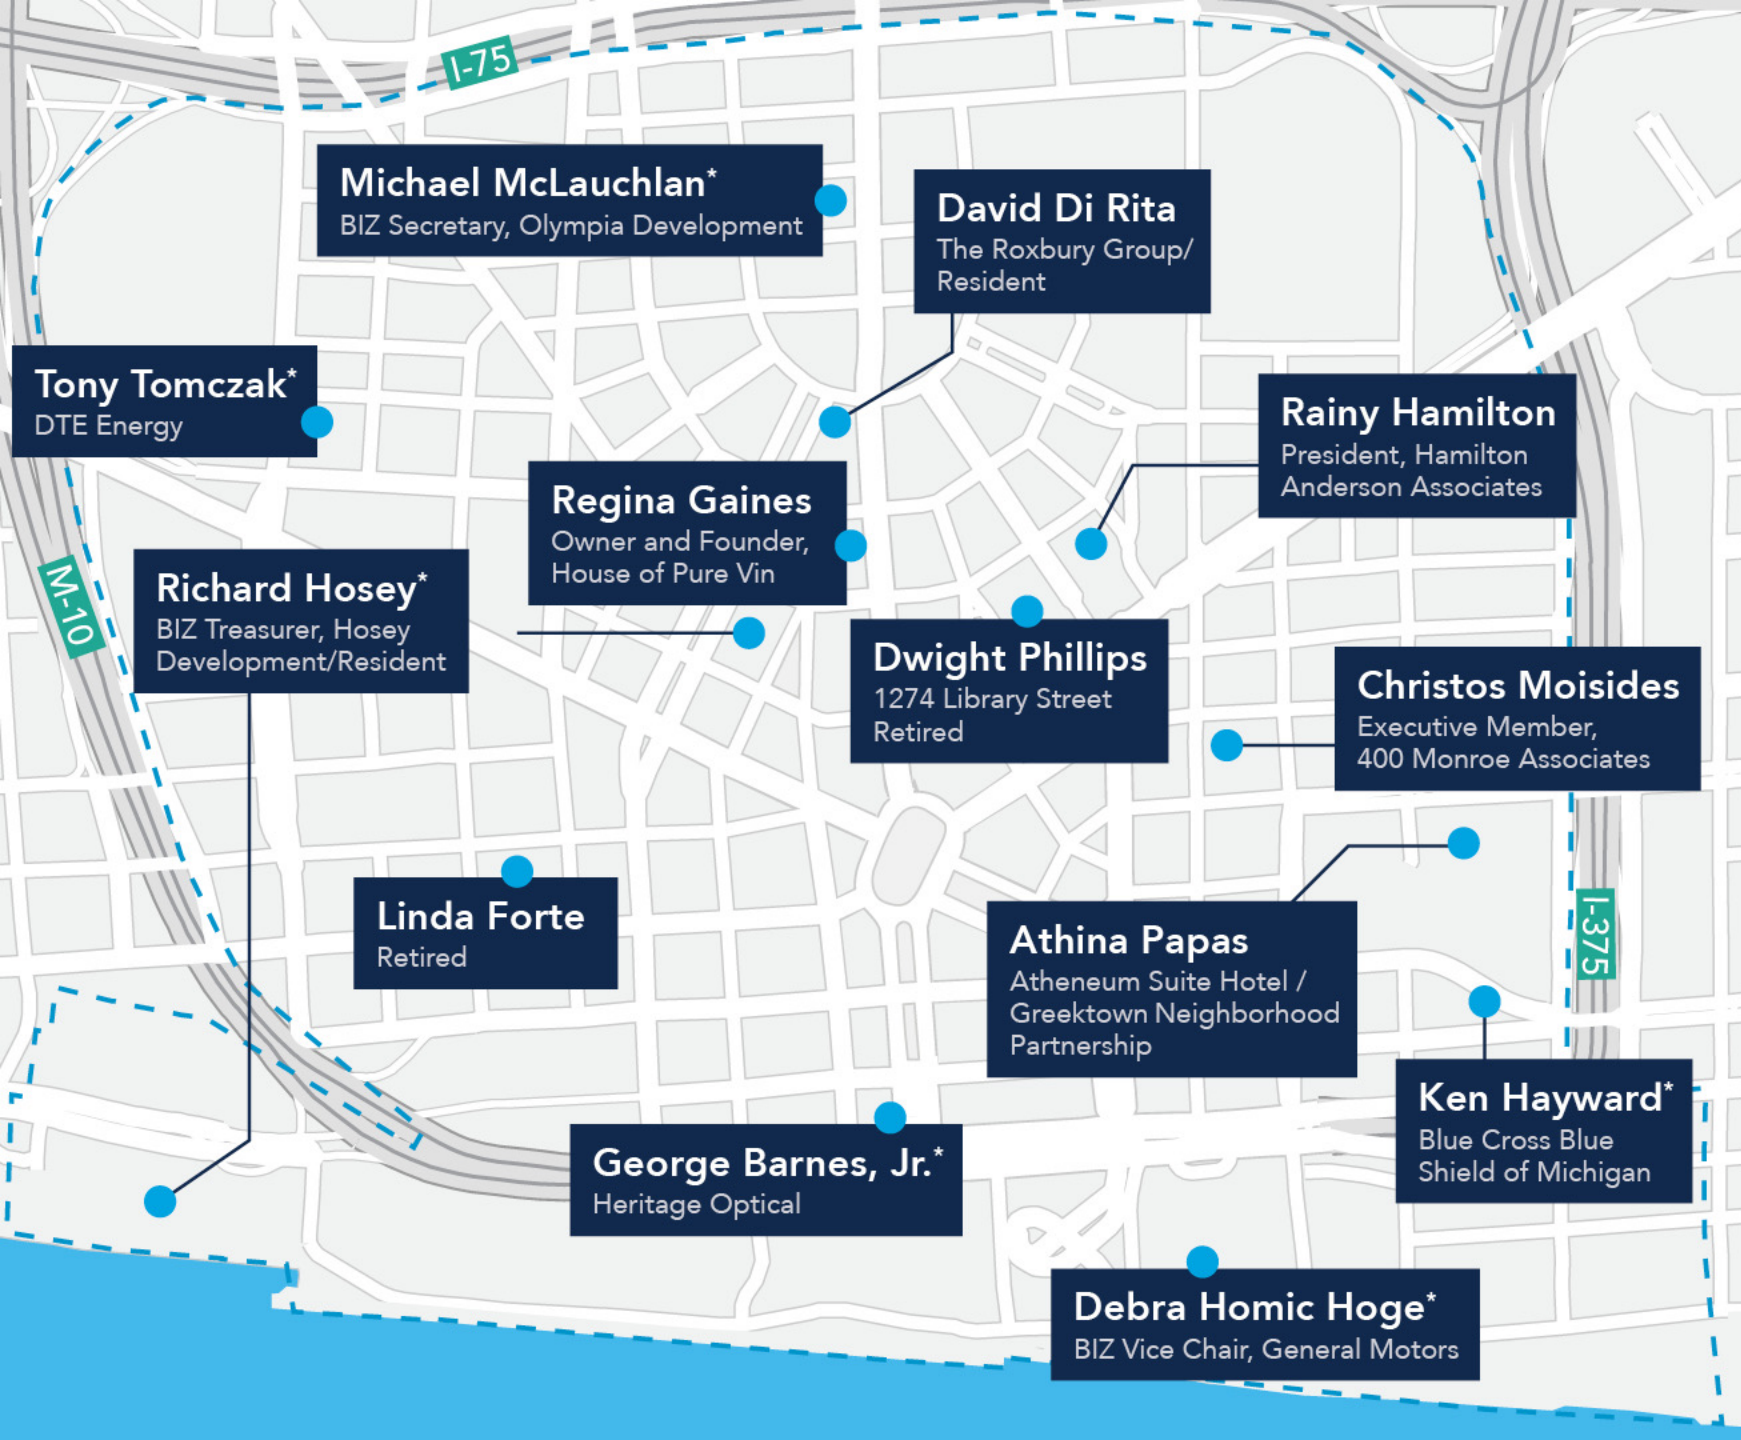 I-75
Michael McLauchlan*
BIZ Secretary, Olympia Development
David Di Rita
The Roxbury Group/
Resident
Tony Tomczak*
DTE Energy
Rainy Hamilton
President, Hamilton
Anderson Associates
Regina Gaines
Owner and Founder,
House of Pure Vin
M-10
Richard Hosey*
BIZ Treasurer, Hosey
Development/Resident
Dwight Phillips
1274 Library Street
Retired
Christos Moisides
Executive Member,
400 Monroe Associates
Linda Forte
Retired
Athina Papas
Atheneum Suite Hotel /
Greektown Neighborhood
Partnership
I-375
Ken Hayward*
Blue Cross Blue
Shield of Michigan
George Barnes, Jr.*
Heritage Optical
Debra Homic Hoge*
BIZ Vice Chair, General Motors